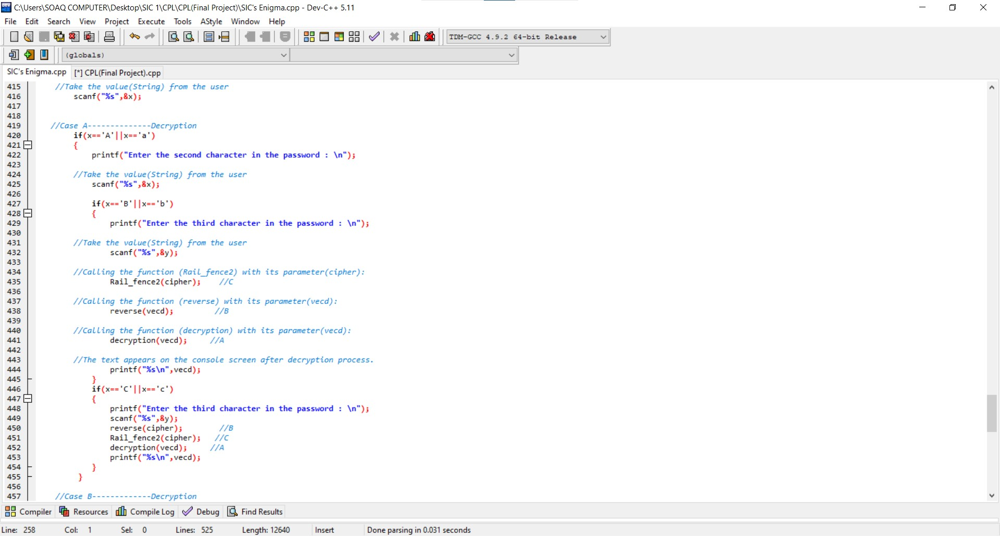 C:\Users\SOAQ COMPUTER\Desktop\SIC 1\CPL\CPL(Final Project)\SIC's Enigma.cpp - Dev-C++ 5.11
File Edit Search View Project Execute Tools AStyle Window Help
TDM-GCC 4.9.2 64-bit Release
(globals)
SIC's Enigma.cpp [*] CPL(Final Project).cpp
415 //Take the value(String) from the user
416 scanf("%s",&x);
417
418
419 //Case A--------------Decryption
420 if(x=='A'||x=='a')
421 {
422 printf("Enter the second character in the password : \n");
423
424 //Take the value(String) from the user
425 scanf("%s",&x);
426
427 if(x=='B'||x=='b')
428 {
429 printf("Enter the third character in the password : \n");
430
431 //Take the value(String) from the user
432 scanf("%s",&y);
433
434 //Calling the function (Rail_fence2) with its parameter(cipher):
435 Rail_fence2(cipher); //C
436
437 //Calling the function (reverse) with its parameter(vecd):
438 reverse(vecd); //B
439
440 //Calling the function (decryption) with its parameter(vecd):
441 decryption(vecd); //A
442
443 //The text appears on the console screen after decryption process.
444 printf("%s\n",vecd);
445 }
446 if(x=='C'||x=='c')
447 {
448 printf("Enter the third character in the password : \n");
449 scanf("%s",&y);
450 reverse(cipher); //B
451 Rail_fence2(cipher); //C
452 decryption(vecd); //A
453 printf("%s\n",vecd);
454 }
455 }
456
457 //Case B-------------Decryption
Compiler Resources Compile Log Debug Find Results
Line: 258 Col: 1 Sel: 0 Lines: 525 Length: 12640 Insert Done parsing in 0.031 seconds